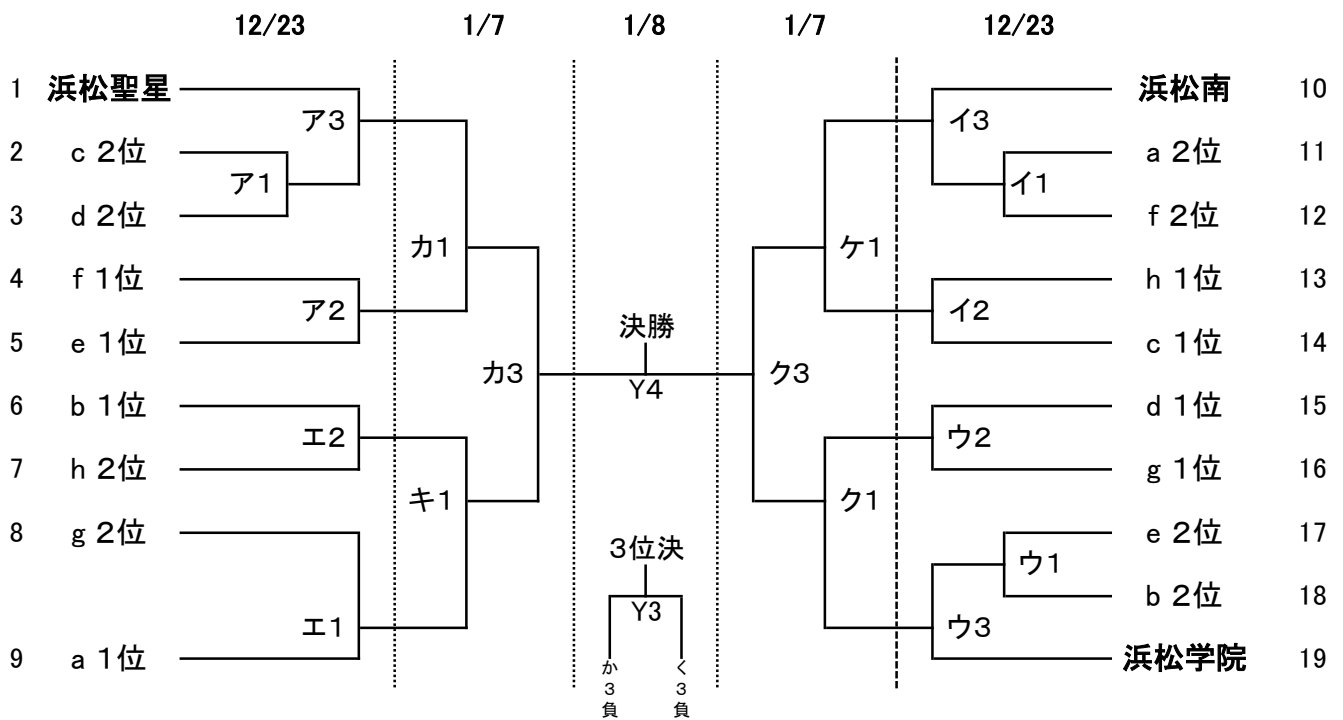 12/23 1/7 1/8 1/7 12/23
1 浜松聖星 浜松南 10
ア3 イ3
2 c 2位 a 2位 11
ア1 イ1
3 d 2位 f 2位 12
カ1 ケ1
4 f 1位 h 1位 13
ア2 イ2
決勝
5 e 1位 c 1位 14
カ3 ク3
Y4
6 b 1位 d 1位 15
エ2 ウ2
7 h 2位 g 1位 16
キ1 ク1
8 g 2位 e 2位 17
3位決
ウ1
b 2位 18
Y3
エ1 ウ3
9 a 1位 浜松学院 19
か3負 く3負